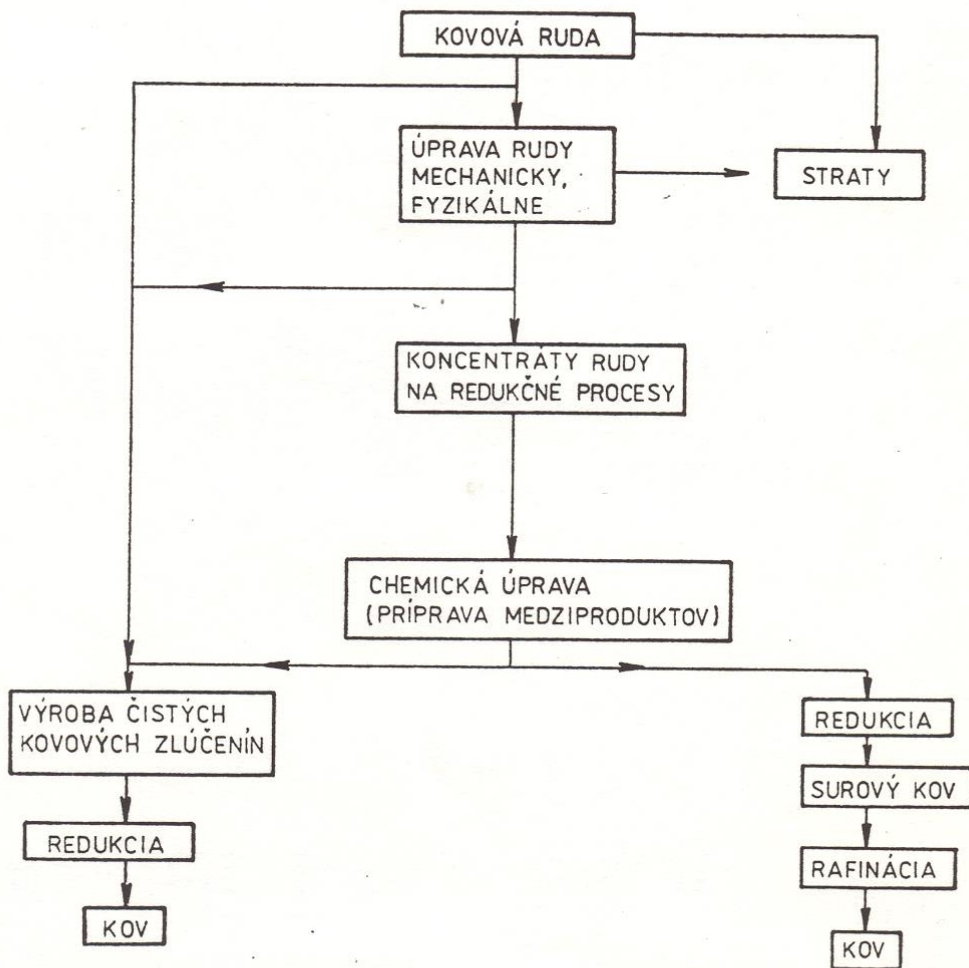 KOVOVÁ RUDA
ÚPRAVA RUDY
MECHANICKY,
FYZIKÁLNE
STRATY
KONCENTRÁTY RUDY
NA REDUKČNÉ PROCESY
CHEMICKÁ ÚPRAVA
(PRÍPRAVA MEDZIPRODUKTOV)
VÝROBA ČISTÝCH
KOVOVÝCH ZLÚČENÍN
REDUKCIA
KOV
REDUKCIA
SUROVÝ KOV
RAFINÁCIA
KOV